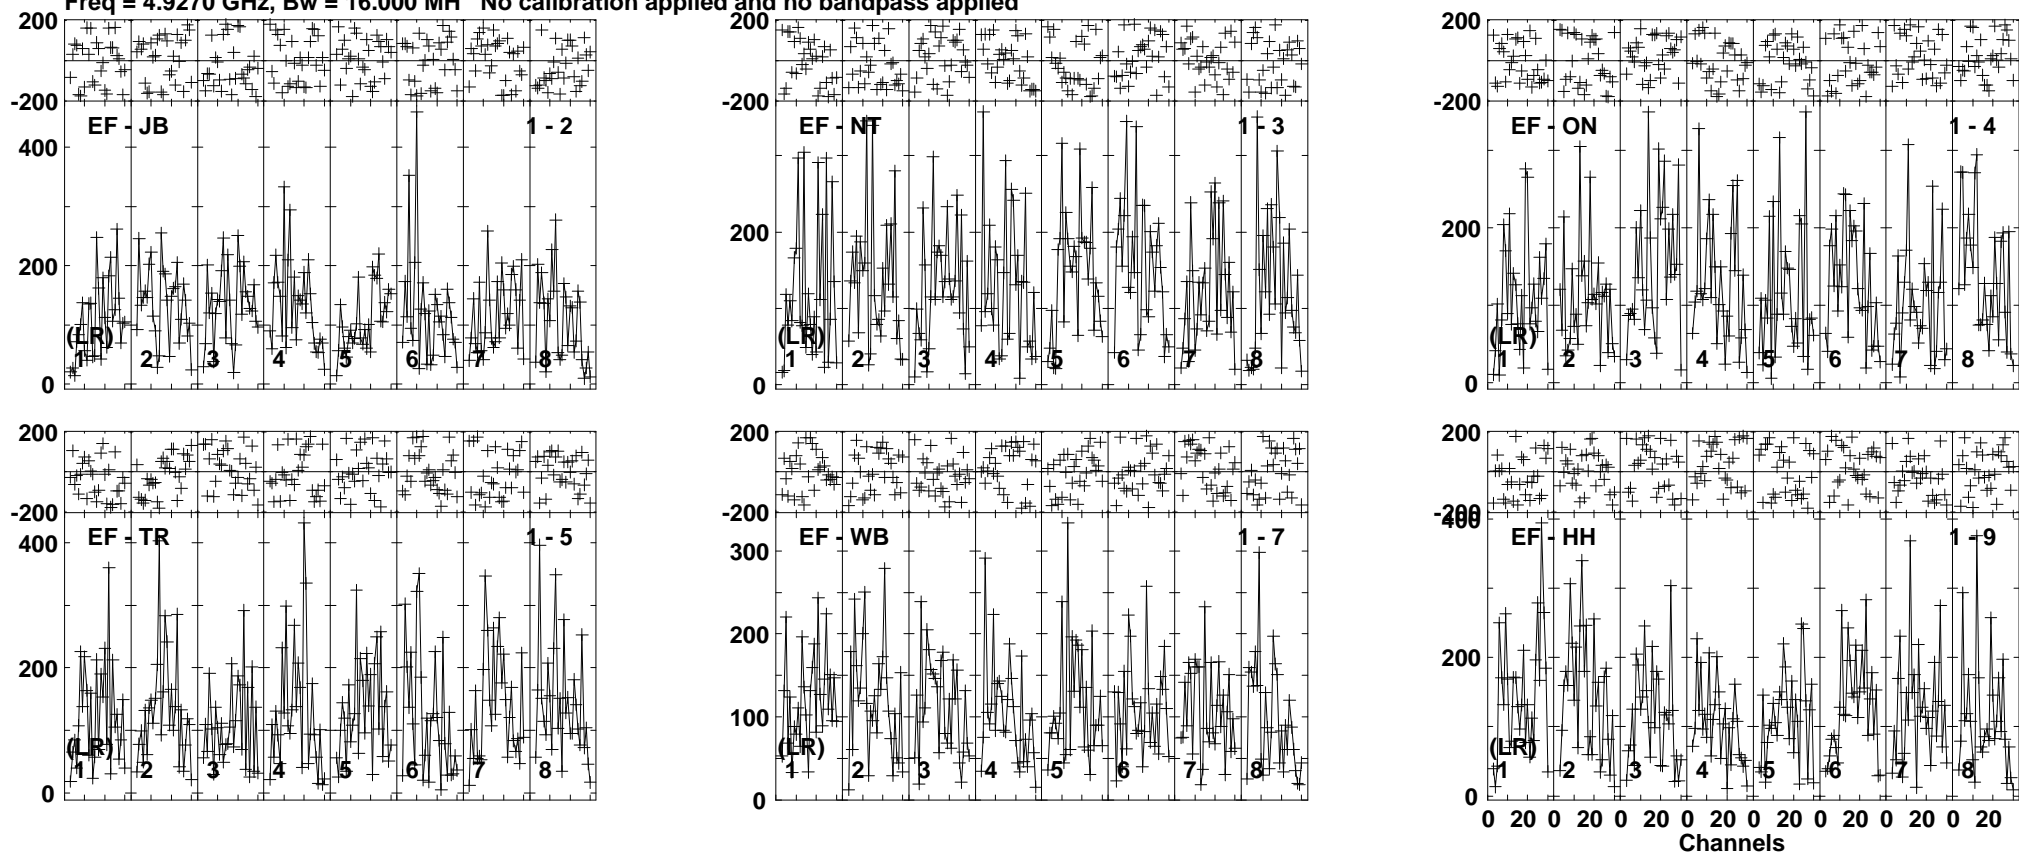 Freq = 4.9270 GHz, Bw = 16.000 MH No calibration applied and no bandpass applied
200
-200
EF - JB 1 - 2
400
200
0
(LR)
1 2 3 4 5 6 7 8
200
-200
EF - NT 1 - 3
200
0
(LR)
1 2 3 4 5 6 7 8
200
-200
EF - ON 1 - 4
200
0
(LR)
1 2 3 4 5 6 7 8
200
-200
EF - TR 1 - 5
400
200
0
(LR)
1 2 3 4 5 6 7 8
200
-200
EF - WB 1 - 7
300
200
100
0
(LR)
1 2 3 4 5 6 7 8
200
-200
400
EF - HH 1 - 9
200
0
(LR)
1 2 3 4 5 6 7 8
0 20 0 20 0 20 0 20 0 20 0 20 0 20 0 20
Channels